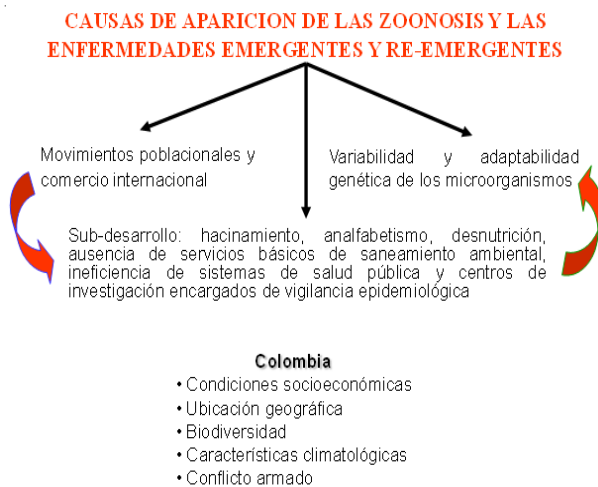 CAUSAS DE APARICION DE LAS ZOONOSIS Y LAS
ENFERMEDADES EMERGENTES Y RE-EMERGENTES
Movimientos poblacionales y
comercio internacional
Variabilidad y adaptabilidad
genética de los microorganismos
Sub-desarrollo: hacinamiento, analfabetismo, desnutrición,
ausencia de servicios básicos de saneamiento ambiental,
ineficiencia de sistemas de salud pública y centros de
investigación encargados de vigilancia epidemiológica
Colombia
• Condiciones socioeconómicas
• Ubicación geográfica
• Biodiversidad
• Características climatológicas
• Conflicto armado